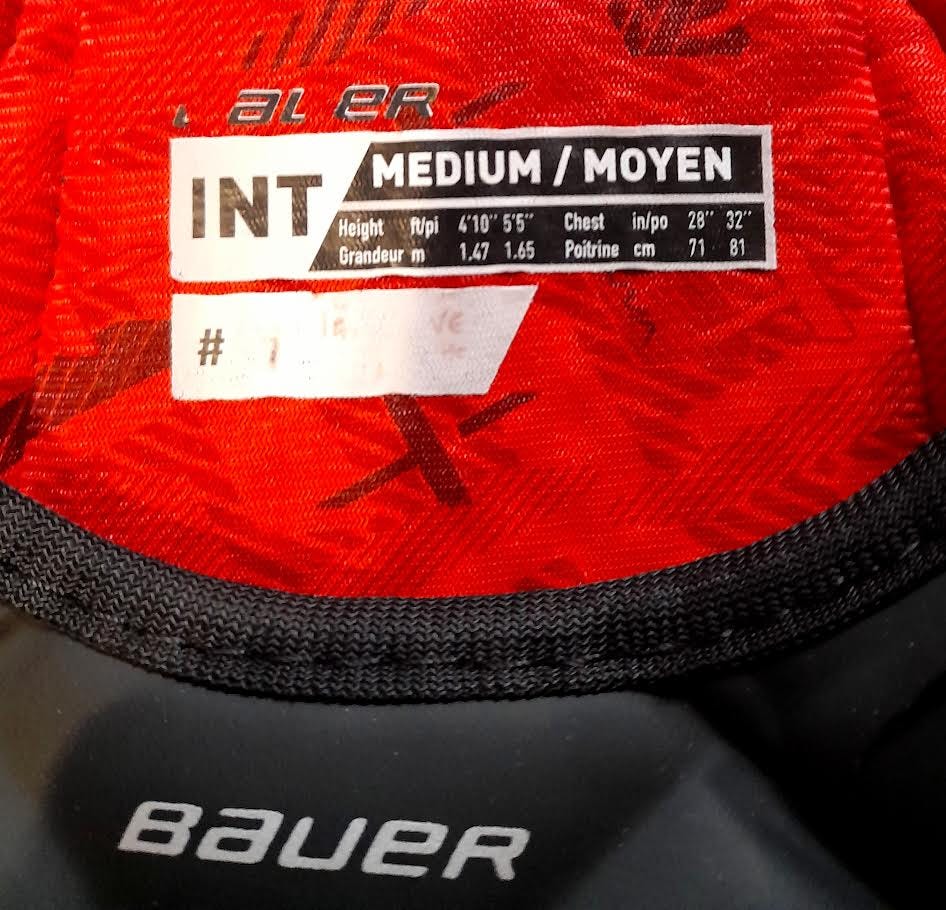 INT MEDIUM / MOYEN
Height ft/pi 4'10" 5'5" Chest in/po 28" 32"
Grandeur m 1.47 1.65 Poitrine cm 71 81
#
BAUER